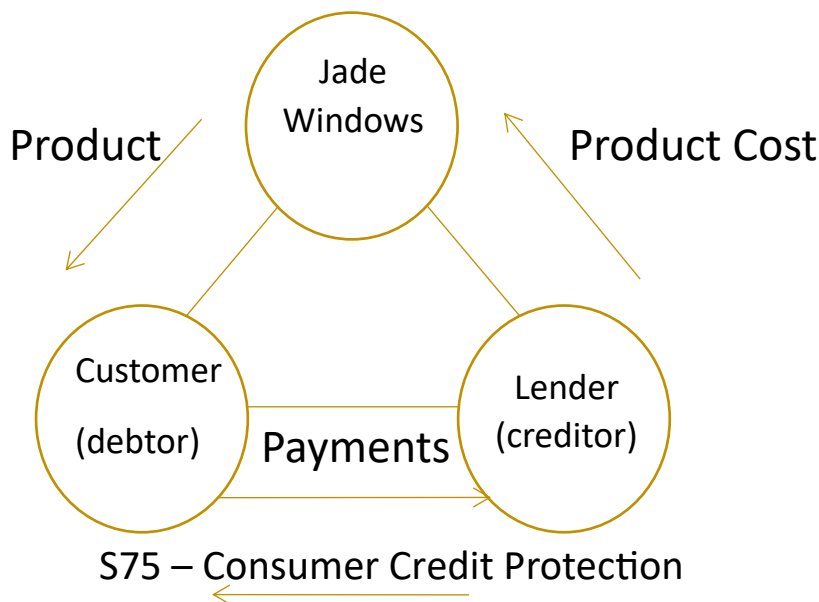 Jade
Windows
Product
Product Cost
Customer
(debtor)
Lender
(creditor)
Payments
S75 – Consumer Credit Protection